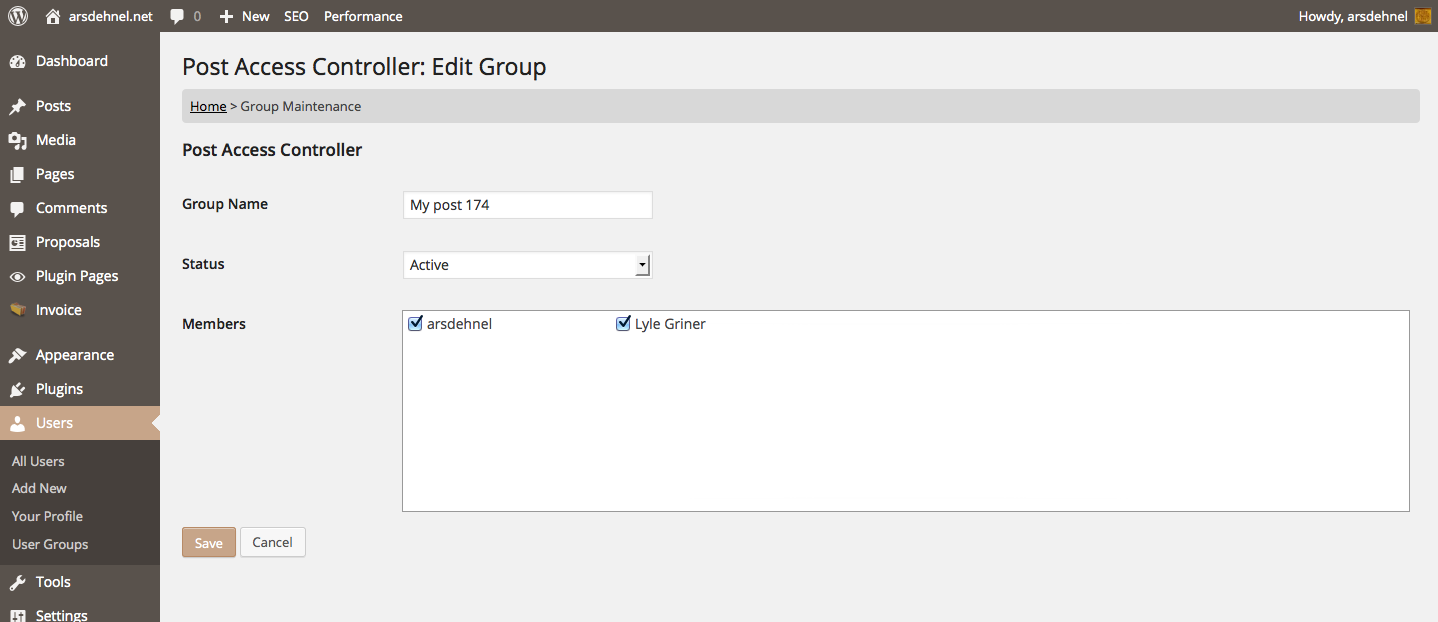 arsdehnel.net 0 New SEO Performance Howdy, arsdehnel
Dashboard
Posts
Media
Pages
Comments
Proposals
Plugin Pages
Invoice
Appearance
Plugins
Users
All Users
Add New
Your Profile
User Groups
Tools
Settings
Post Access Controller: Edit Group
Home > Group Maintenance
Post Access Controller
Group Name My post 174
Status Active
Members arsdehnel Lyle Griner
Save Cancel